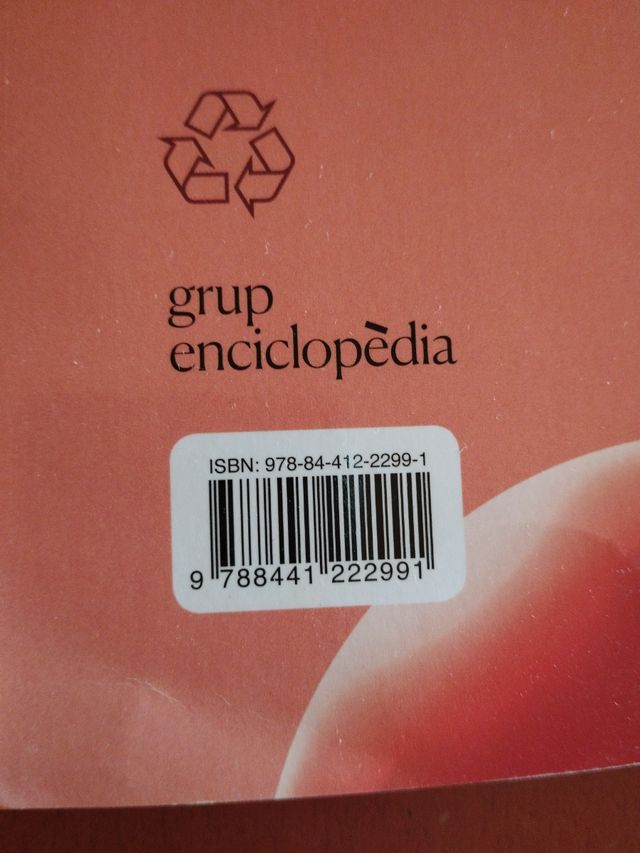 grup
enciclopèdia
ISBN: 978-84-412-2299-1
9 788441 222991